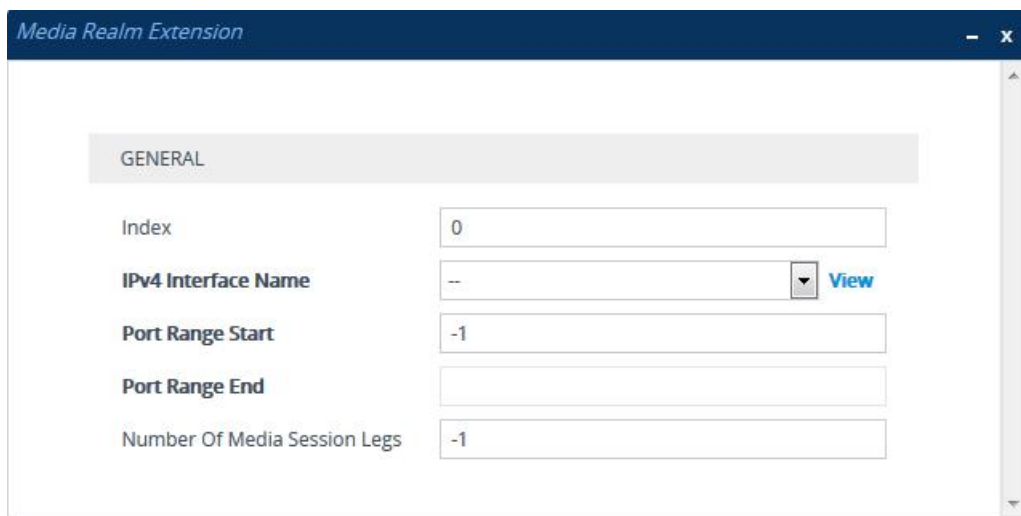 Media Realm Extension
– x
GENERAL
Index 0
IPv4 Interface Name -- View
Port Range Start -1
Port Range End
Number Of Media Session Legs -1